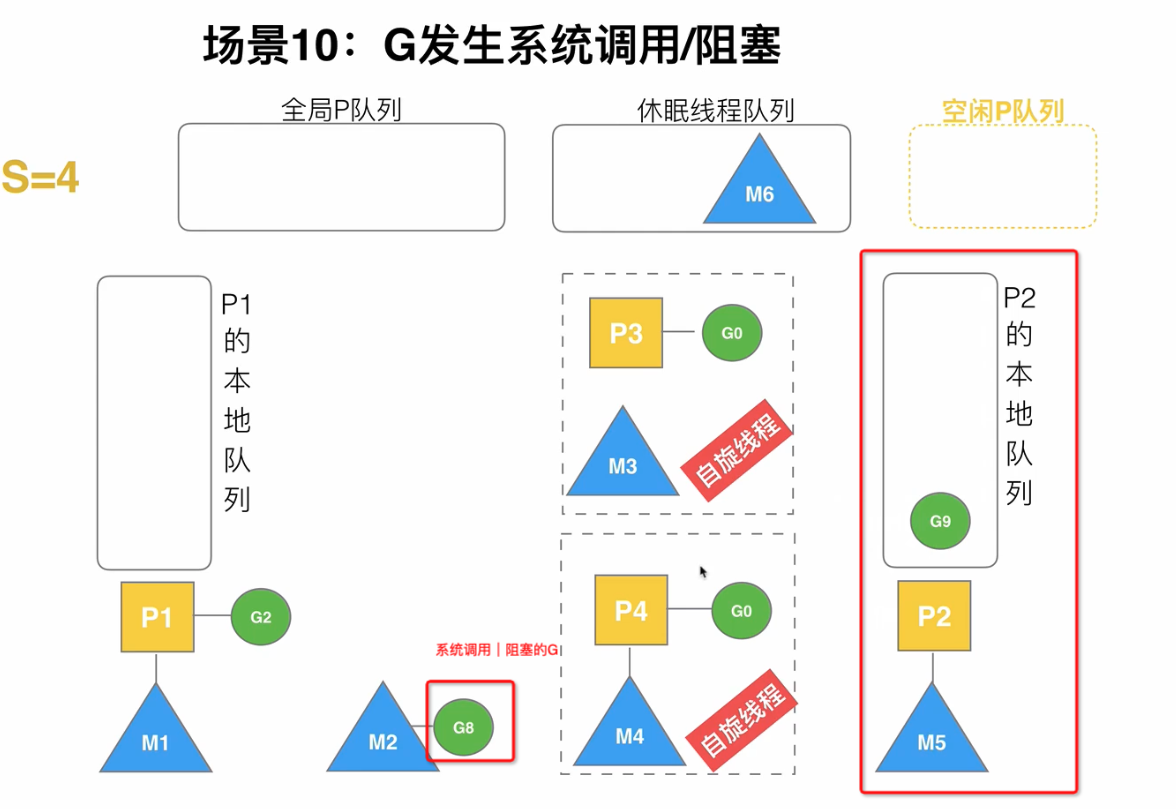 场景10：G发生系统调用/阻塞
全局P队列
休眠线程队列
空闲P队列
S=4
M6
P1的本地队列
P3
G0
M3
自旋线程
P2的本地队列
G9
P1
G2
M1
系统调用｜阻塞的G
M2
G8
P4
G0
M4
自旋线程
P2
M5